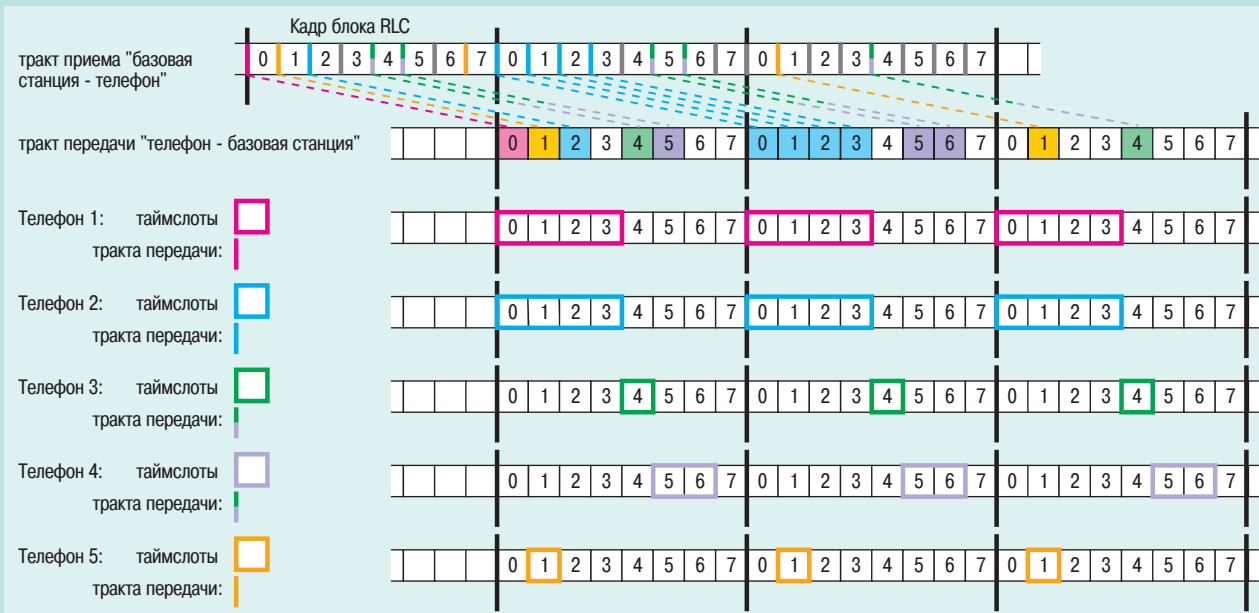 Кадр блока RLC
тракт приема "базовая
станция - телефон"
0 1 2 3 4 5 6 7 0 1 2 3 4 5 6 7 0 1 2 3 4 5 6 7
тракт передачи "телефон - базовая станция"
0 1 2 3 4 5 6 7 0 1 2 3 4 5 6 7 0 1 2 3 4 5 6 7
Телефон 1: таймслоты
тракта передачи:
0 1 2 3 4 5 6 7 0 1 2 3 4 5 6 7 0 1 2 3 4 5 6 7
Телефон 2: таймслоты
тракта передачи:
0 1 2 3 4 5 6 7 0 1 2 3 4 5 6 7 0 1 2 3 4 5 6 7
Телефон 3: таймслоты
тракта передачи:
0 1 2 3 4 5 6 7 0 1 2 3 4 5 6 7 0 1 2 3 4 5 6 7
Телефон 4: таймслоты
тракта передачи:
0 1 2 3 4 5 6 7 0 1 2 3 4 5 6 7 0 1 2 3 4 5 6 7
Телефон 5: таймслоты
тракта передачи:
0 1 2 3 4 5 6 7 0 1 2 3 4 5 6 7 0 1 2 3 4 5 6 7